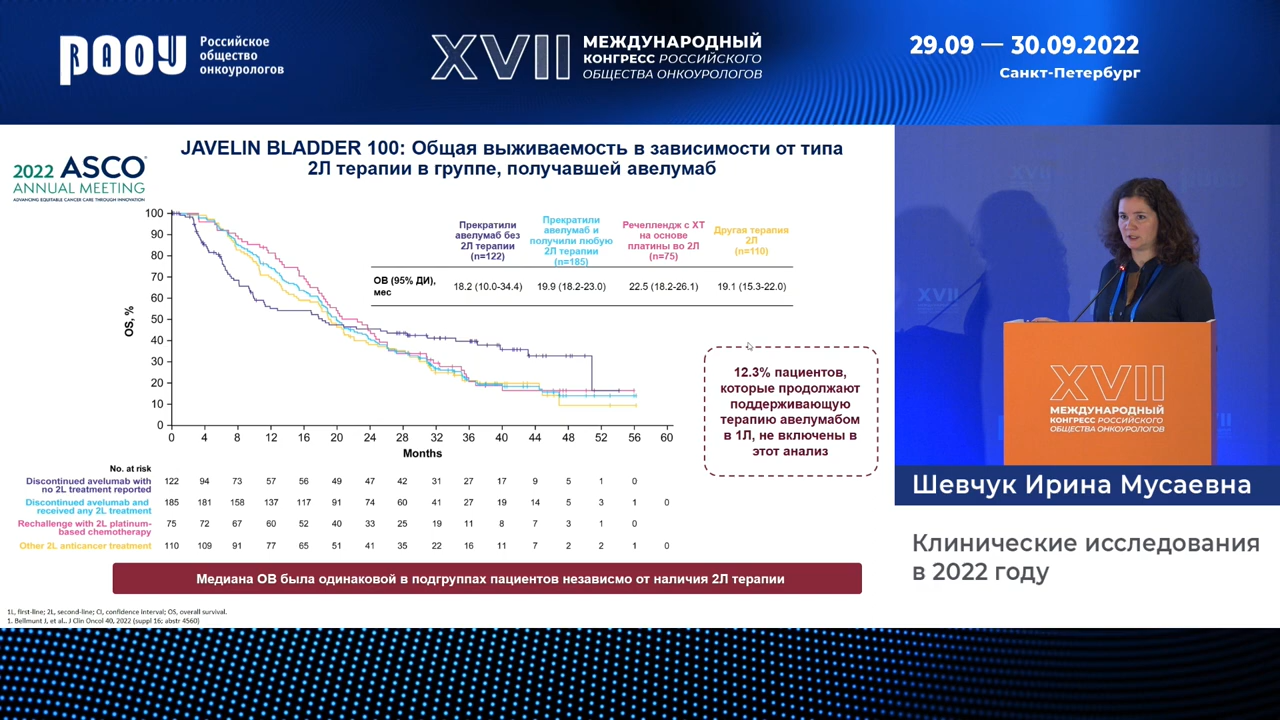 РАОУ
Российское
общество
онкоурологов
XVII
МЕЖДУНАРОДНЫЙ
КОНГРЕСС РОССИЙСКОГО
ОБЩЕСТВА ОНКОУРОЛОГОВ
29.09 — 30.09.2022
Санкт-Петербург
2022 ASCO
ANNUAL MEETING
ADVANCING EQUITABLE CANCER CARE THROUGH INNOVATION
JAVELIN BLADDER 100: Общая выживаемость в зависимости от типа
2Л терапии в группе, получавшей авелумаб
Прекратили
авелумаб без
2Л терапии
(n=122)
Прекратили
авелумаб и
получили любую
2Л терапии
(n=185)
Речеллендж с ХТ
на основе
платины во 2Л
(n=75)
Другая терапия
2Л
(n=110)
ОВ (95% ДИ),
мес
18.2 (10.0-34.4) 19.9 (18.2-23.0) 22.5 (18.2-26.1) 19.1 (15.3-22.0)
OS, %
100
90
80
70
60
50
40
30
20
10
0
0 4 8 12 16 20 24 28 32 36 40 44 48 52 56 60
Months
12.3% пациентов,
которые продолжают
поддерживающую
терапию авелумабом
в 1Л, не включены в
этот анализ
No. at risk
Discontinued avelumab with
no 2L treatment reported
122 94 73 57 56 49 47 42 31 27 17 9 5 1 0
Discontinued avelumab and
received any 2L treatment
185 181 158 137 117 91 74 60 41 27 19 14 5 3 1 0
Rechallenge with 2L platinum-
based chemotherapy
75 72 67 60 52 40 33 25 19 11 8 7 3 1 0
Other 2L anticancer treatment 110 109 91 77 65 51 41 35 22 16 11 7 2 2 1 0
Медиана ОВ была одинаковой в подгруппах пациентов независмо от наличия 2Л терапии
1L, first-line; 2L, second-line; CI, confidence interval; OS, overall survival.
1. Bellmunt J, et al.. J Clin Oncol 40, 2022 (suppl 16; abstr 4560)
XVII
XVII
МЕЖДУНАРОДНЫЙ
КОНГРЕСС РОССИЙСКОГО
ОБЩЕСТВА ОНКОУРОЛОГОВ
Шевчук Ирина Мусаевна
Клинические исследования
в 2022 году